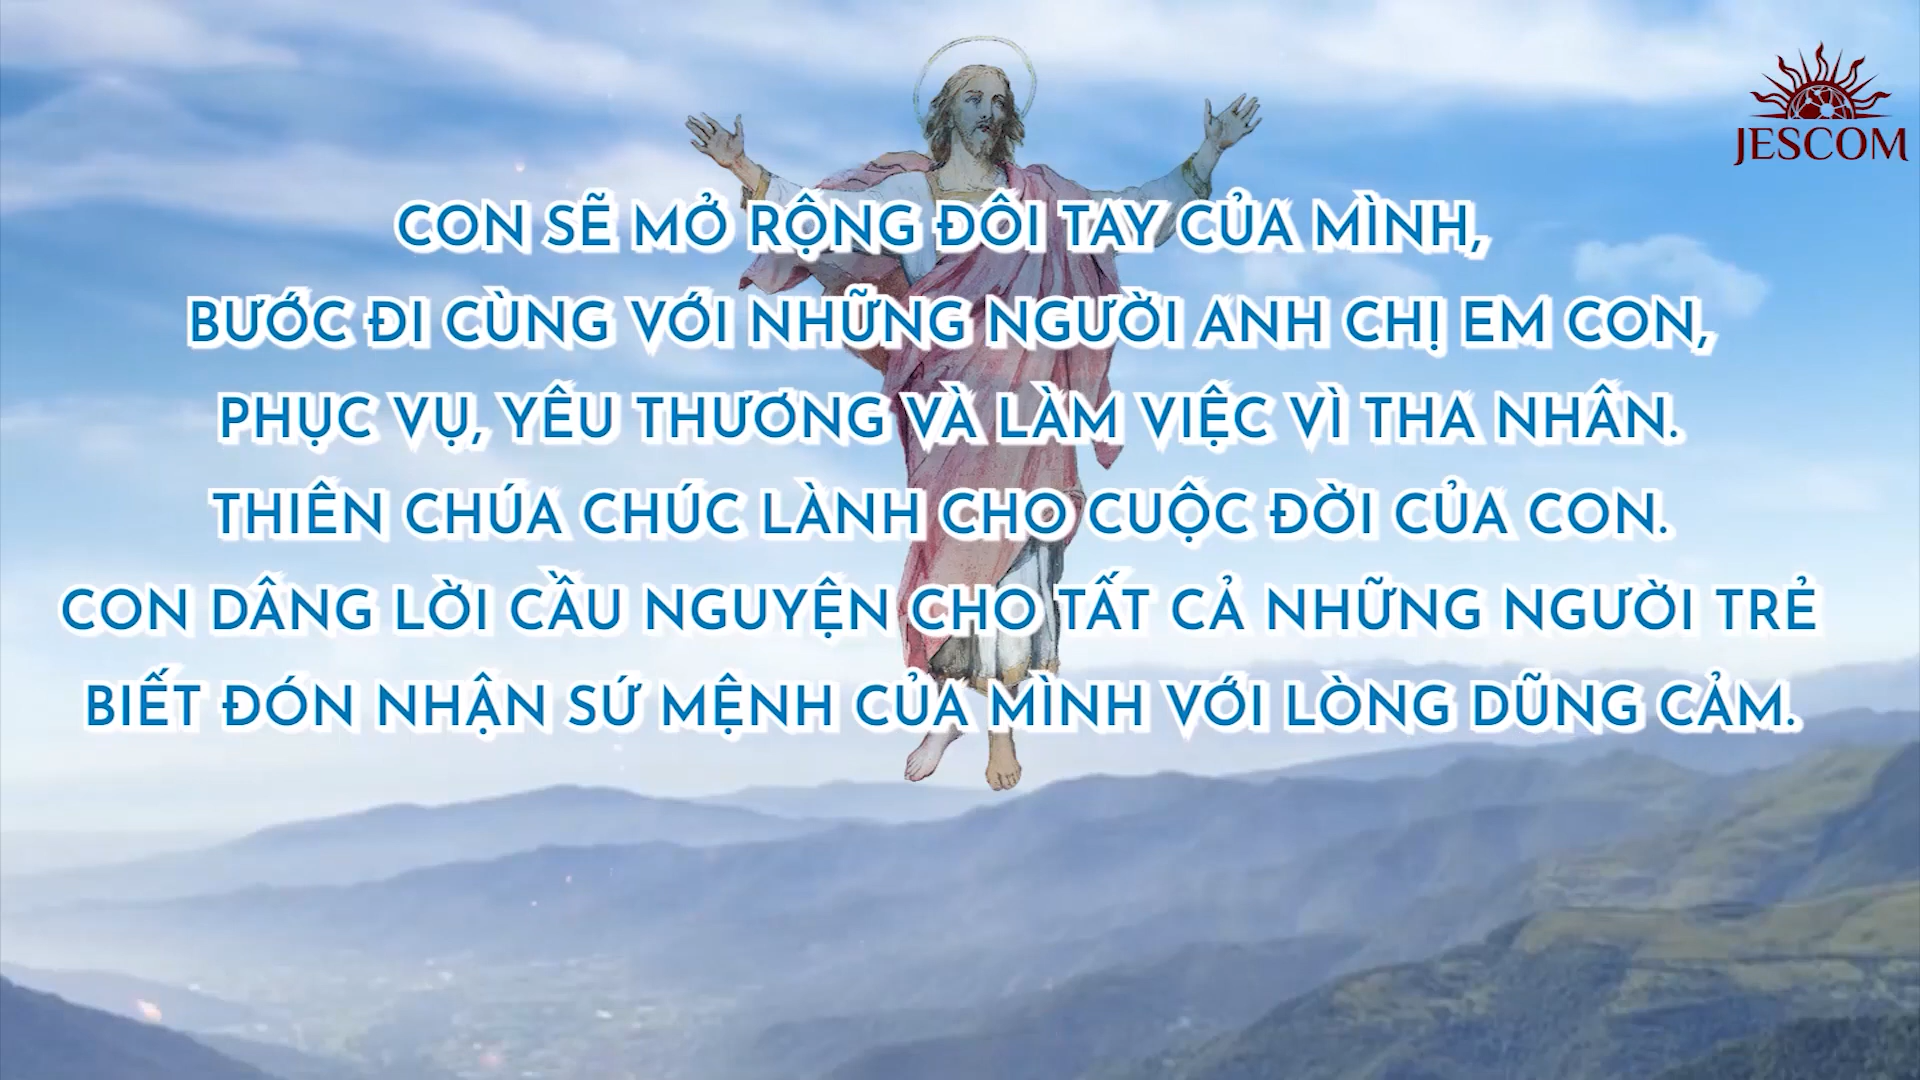 JESCOM
CON SẼ MỞ RỘNG ĐÔI TAY CỦA MÌNH,
BƯỚC ĐI CÙNG VỚI NHỮNG NGƯỜI ANH CHỊ EM CON,
PHỤC VỤ, YÊU THƯƠNG VÀ LÀM VIỆC VÌ THA NHÂN.
THIÊN CHÚA CHÚC LÀNH CHO CUỘC ĐỜI CỦA CON.
CON DÂNG LỜI CẦU NGUYỆN CHO TẤT CẢ NHỮNG NGƯỜI TRẺ
BIẾT ĐÓN NHẬN SỨ MỆNH CỦA MÌNH VỚI LÒNG DŨNG CẢM.